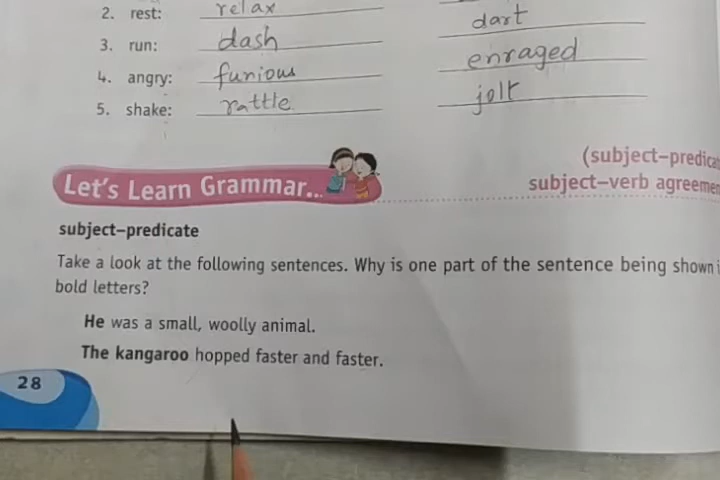 2. rest: relax
3. run: dash dart
4. angry: furious enraged
5. shake: rattle jolt
Let's Learn Grammar...
(subject–predica
subject–verb agreemen
subject–predicate
Take a look at the following sentences. Why is one part of the sentence being shown i
bold letters?
He was a small, woolly animal.
The kangaroo hopped faster and faster.
28